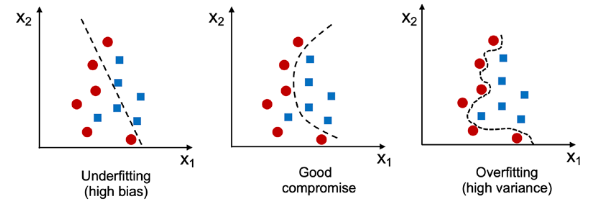 X2
X1
Underfitting
(high bias)
X2
X1
Good
compromise
X2
X1
Overfitting
(high variance)